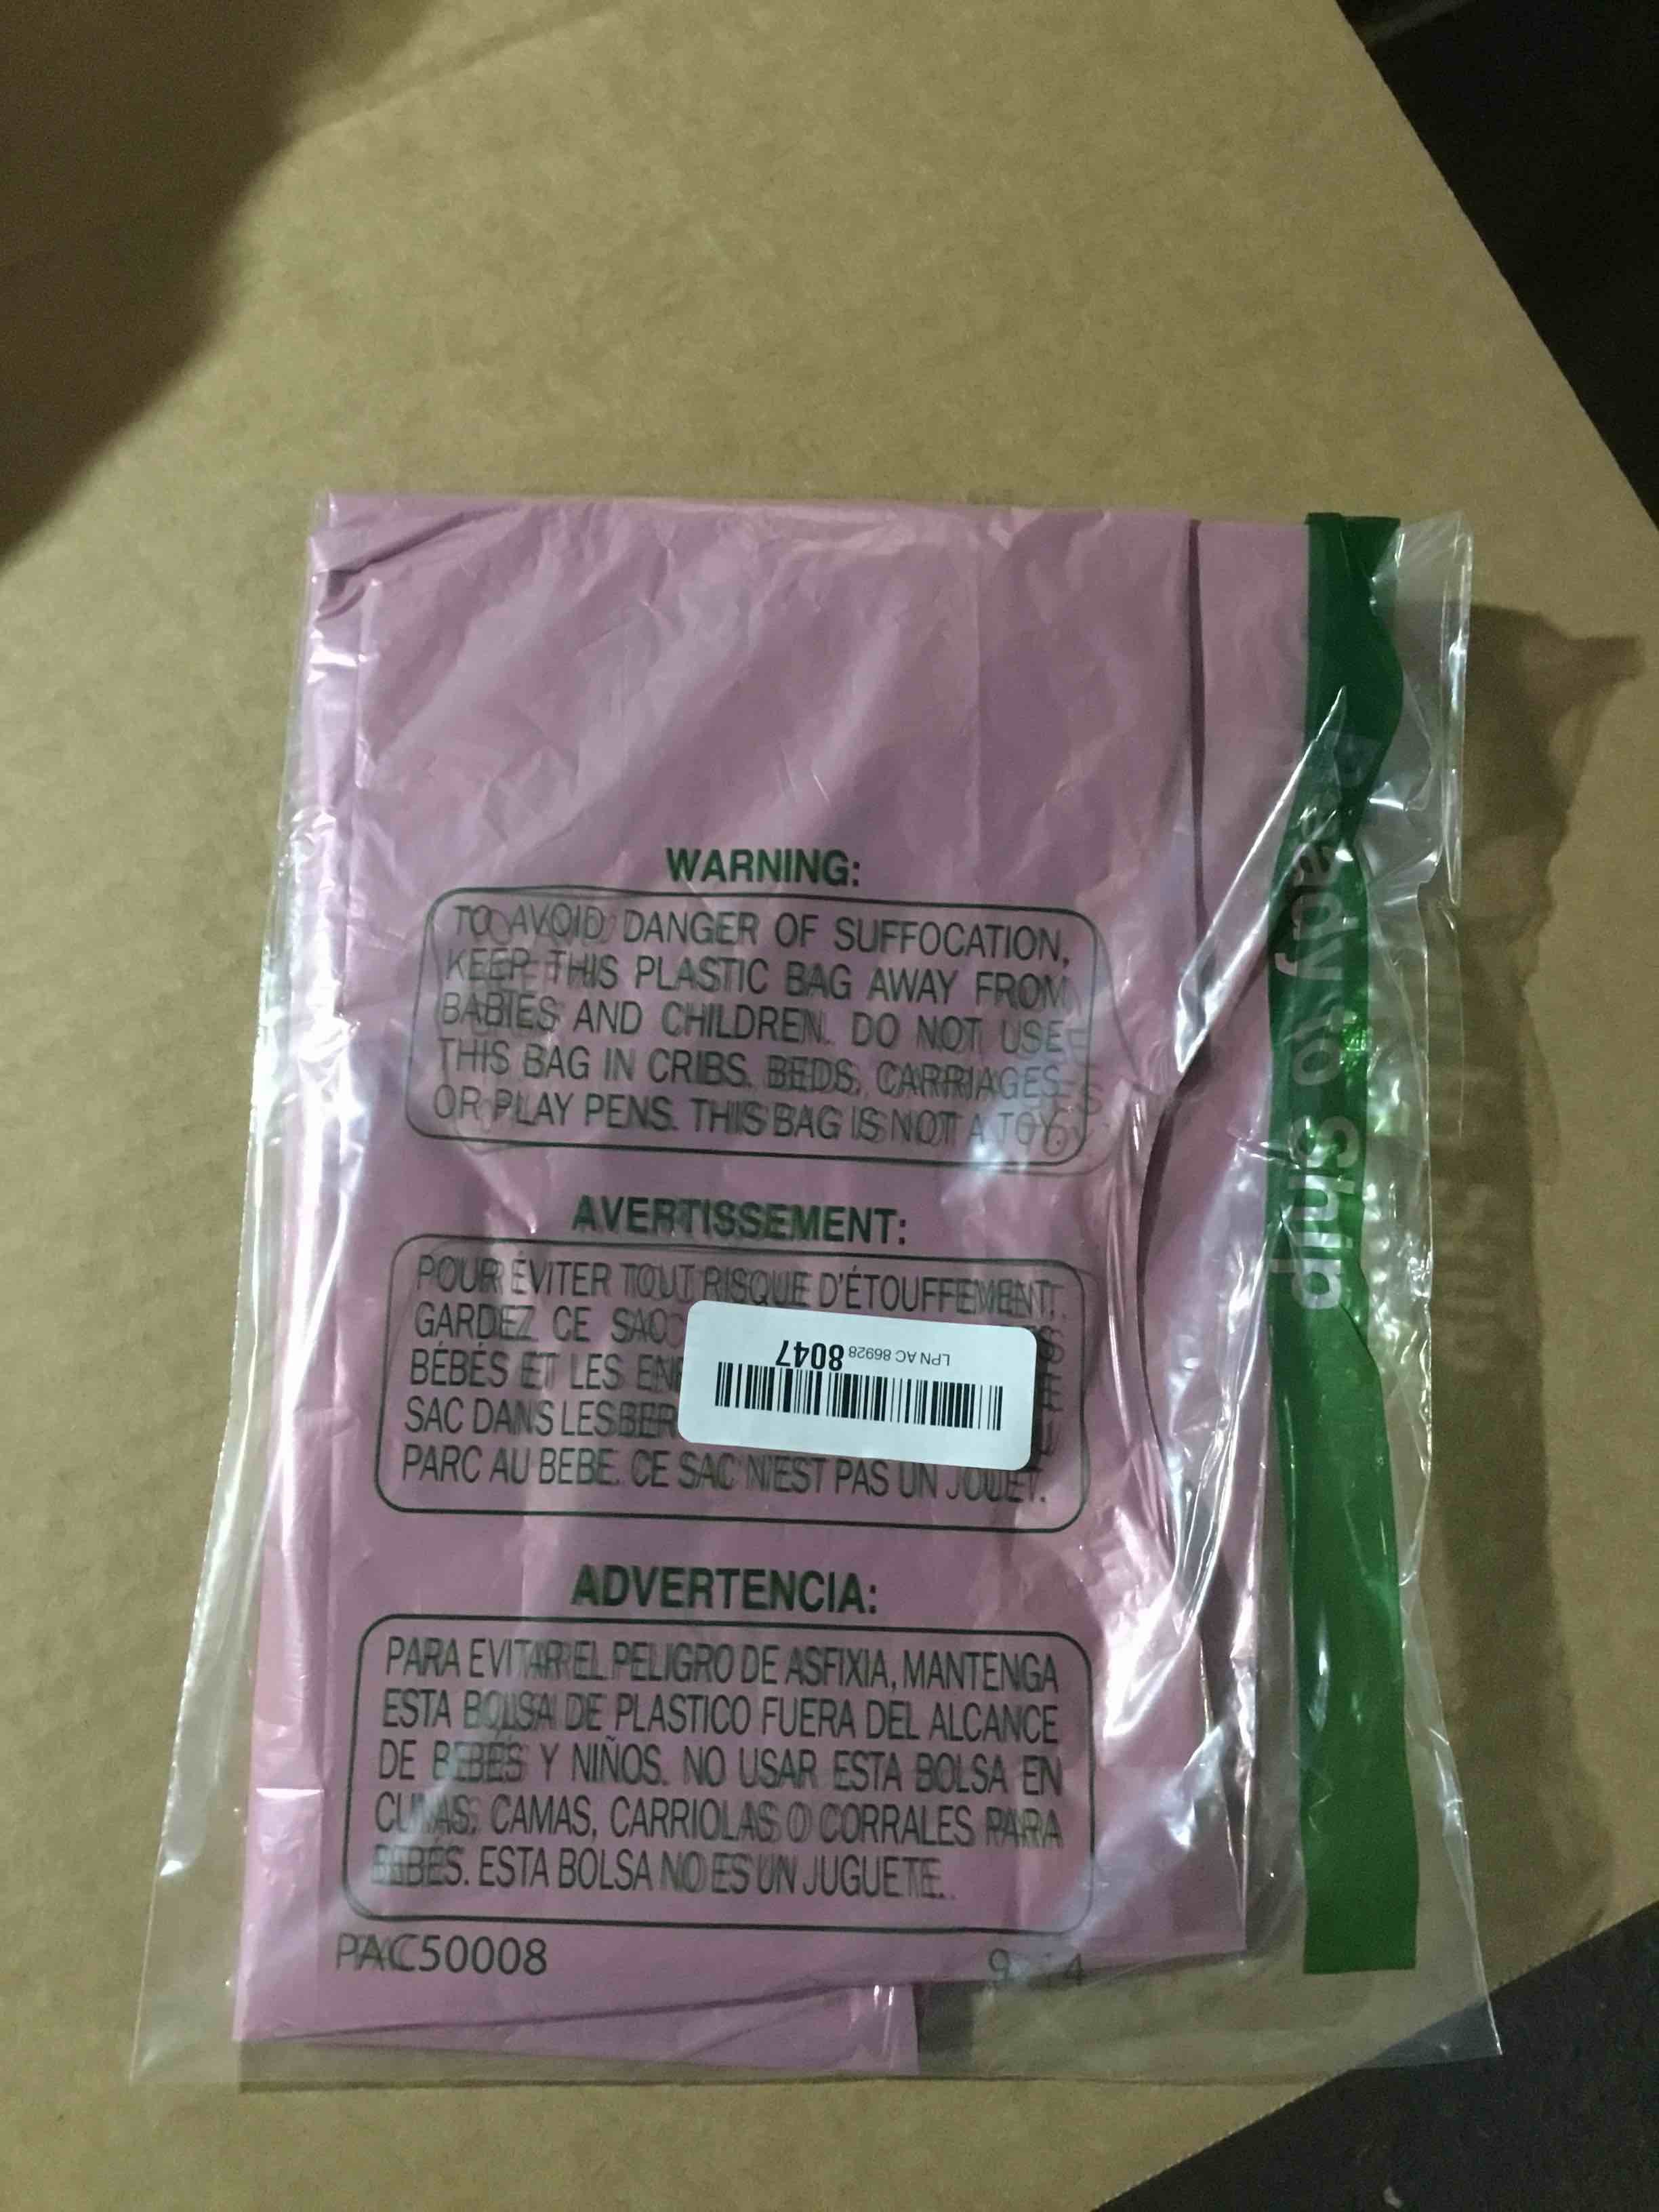 WARNING:
TO AVOID DANGER OF SUFFOCATION,
KEEP THIS PLASTIC BAG AWAY FROM
BABIES AND CHILDREN. DO NOT USE
THIS BAG IN CRIBS. BEDS, CARRIAGES
OR PLAY PENS. THIS BAG IS NOT A TOY.
AVERTISSEMENT:
POUR ÉVITER TOUT RISQUE D'ÉTOUFFEMENT.
GARDEZ CE SAC
BÉBÉS ET LES
SAC DANS LES
PARC AU BEBE. CE SAC N'EST PAS UN JOUET.
LPN AC 86928 8047
ADVERTENCIA:
PARA EVITAR EL PELIGRO DE ASFIXIA, MANTENGA
ESTA BOLSA DE PLASTICO FUERA DEL ALCANCE
DE BEBES Y NIÑOS. NO USAR ESTA BOLSA EN
CUNAS, CAMAS, CARRIOLAS O CORRALES PARA
BEBÉS. ESTA BOLSA NO ES UN JUGUETE.
PAC50008
Ready to Ship